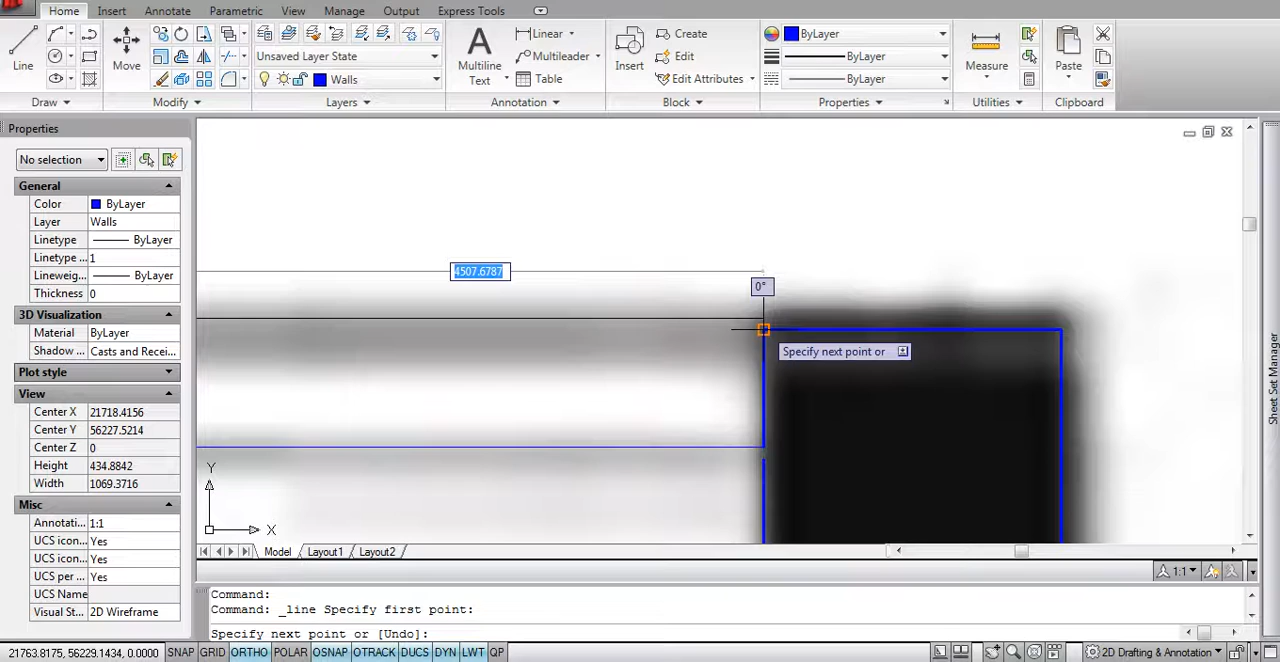 Home Insert Annotate Parametric View Manage Output Express Tools
Line
Move
Unsaved Layer State
Walls
Multiline
Text
Linear
Multileader
Table
Insert
Create
Edit
Edit Attributes
ByLayer
ByLayer
ByLayer
Measure
Paste
Draw Modify Layers Annotation Block Properties Utilities Clipboard
Properties
No selection
General
Color ByLayer
Layer Walls
Linetype ByLayer
Linetype ... 1
Lineweig... ByLayer
Thickness 0
3D Visualization
Material ByLayer
Shadow ... Casts and Recei...
Plot style
View
Center X 21718.4156
Center Y 56227.5214
Center Z 0
Height 434.8842
Width 1069.3716
Misc
Annotati... 1:1
UCS icon... Yes
UCS icon... Yes
UCS per ... Yes
UCS Name
Visual St... 2D Wireframe
4507.6787
0°
Specify next point or
Y
X
Sheet Set Manager
Model Layout1 Layout2
1:1
Command:
Command: _line Specify first point:
Specify next point or [Undo]:
21763.8175, 56229.1434, 0.0000 SNAP GRID ORTHO POLAR OSNAP OTRACK DUCS DYN LWT QP 2D Drafting & Annotation